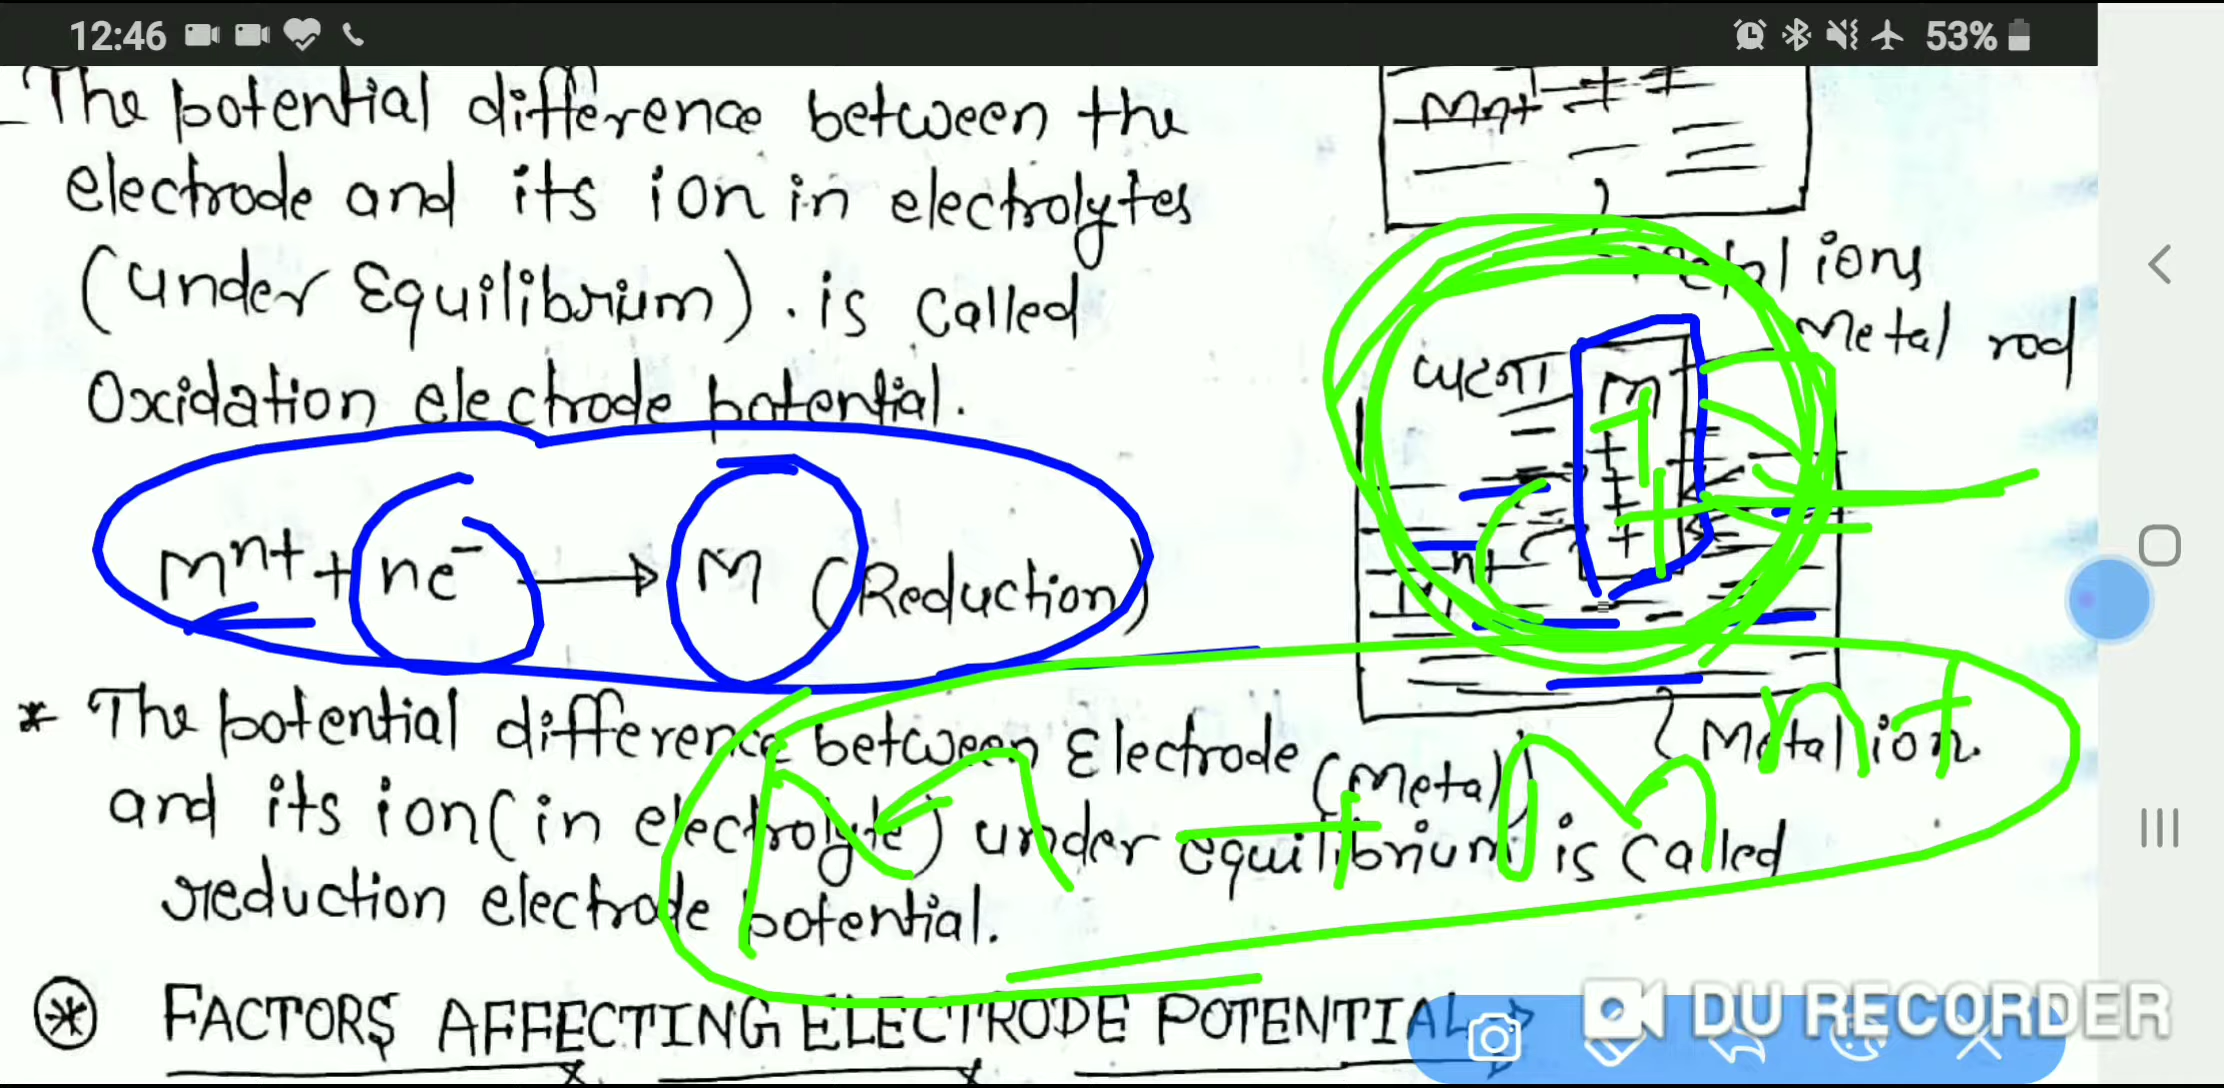 12:46
53%
The potential difference between the
electrode and its ion in electrolytes
(under Equilibrium). is called
Oxidation electrode potential.
Mn+
metal ions
Metal rod
M
M^n+ + ne^- → M (Reduction)
Metal ion
* The potential difference between Electrode (Metal)
and its ion (in electrolyte) under equilibrium is called
reduction electrode potential.
M + M^n+
* FACTORS AFFECTING ELECTRODE POTENTIAL
DU RECORDER